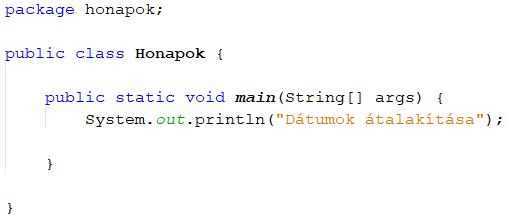 package honapok;
public class Honapok {
public static void main(String[] args) {
System.out.println("Dátumok átalakítása");
}
}